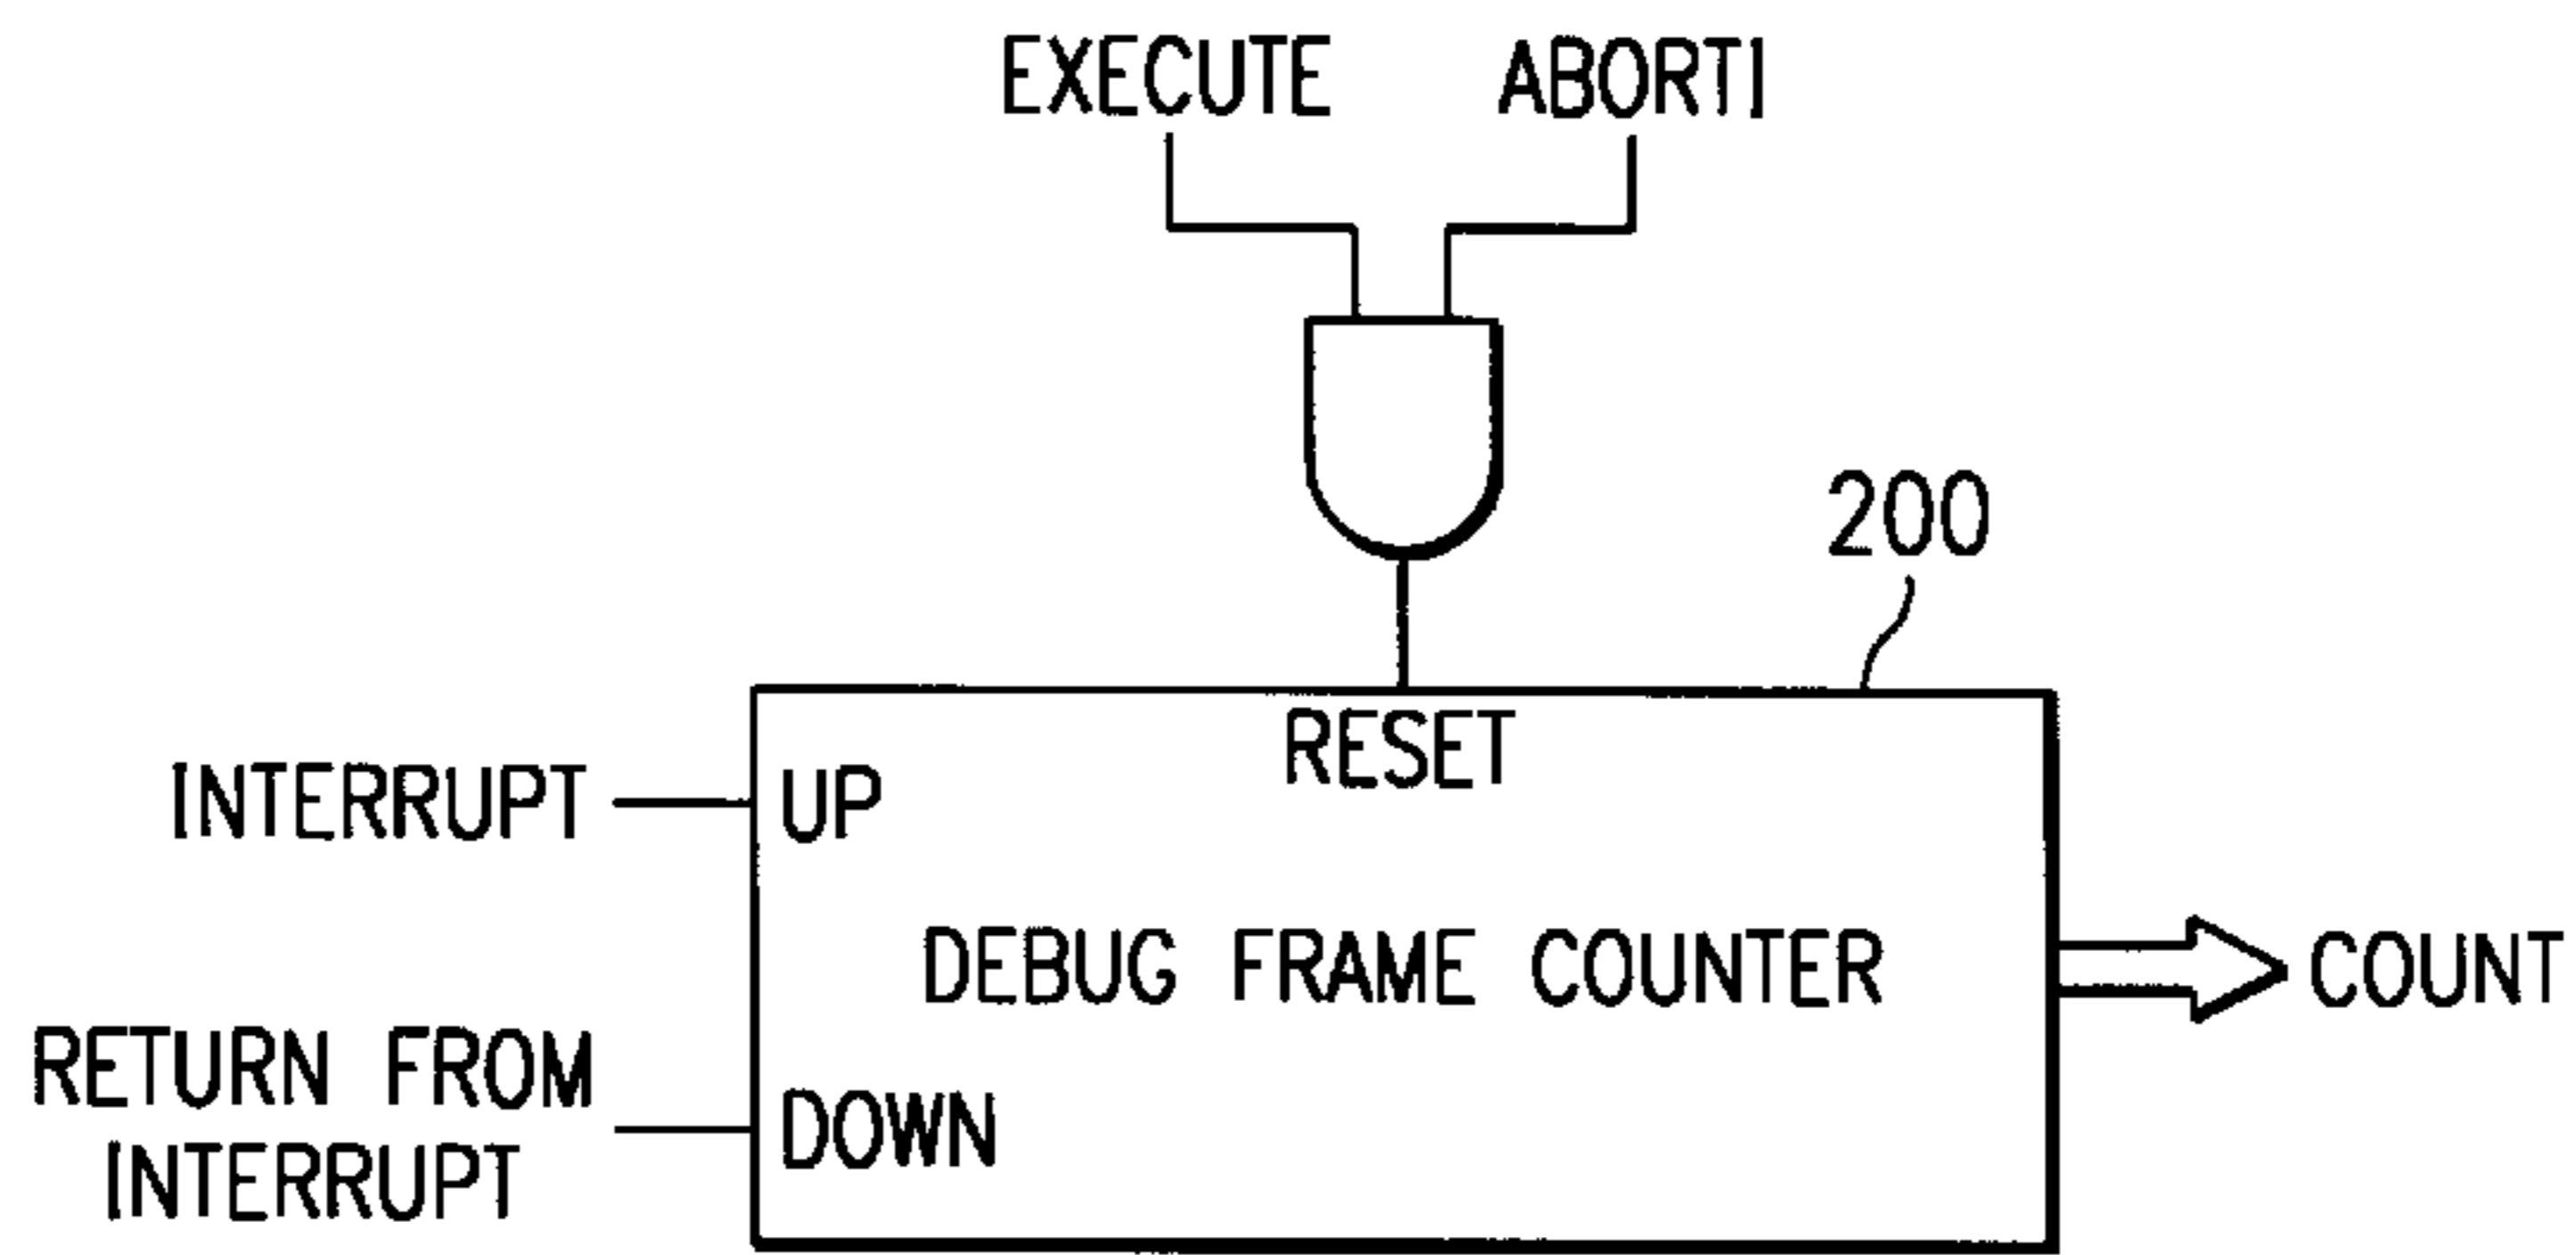 EXECUTE ABORTI
200
RESET
INTERRUPT UP
DEBUG FRAME COUNTER
COUNT
RETURN FROM
INTERRUPT
DOWN